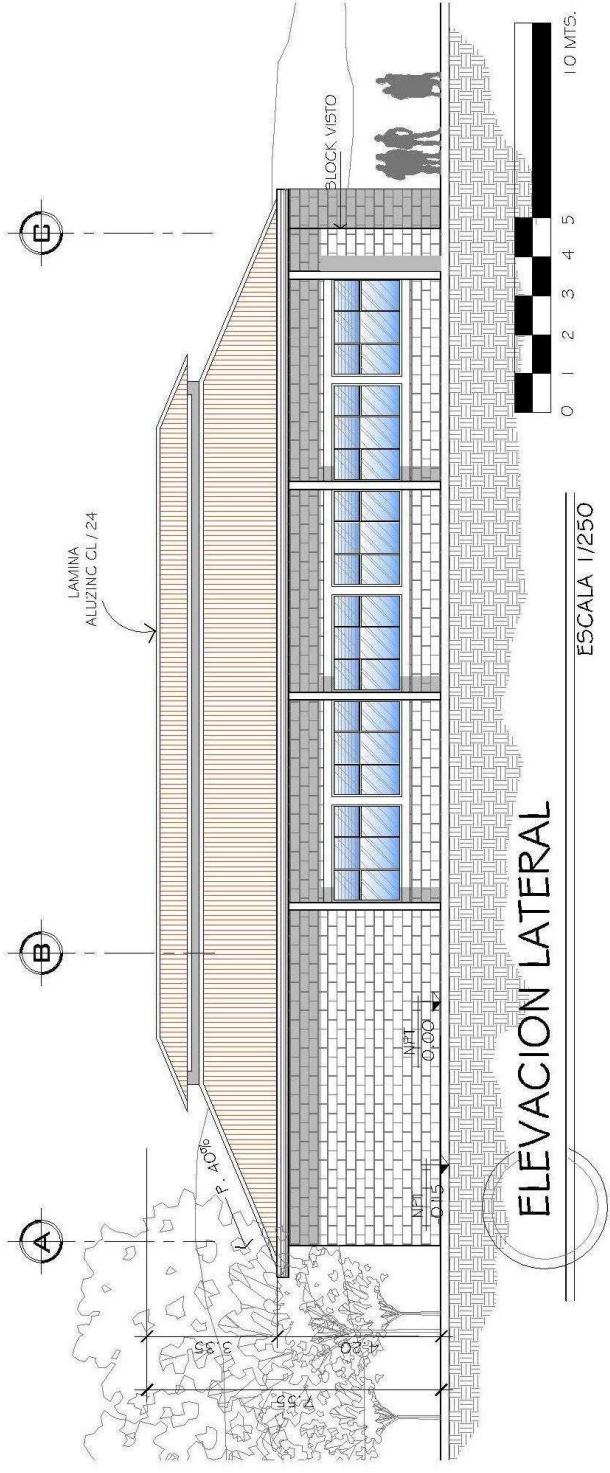 A
B
C
LAMINA
ALUZINC CL / 24
P. 40%
BLOCK VISTO
3.35
4.20
7.55
NPT
-0.15
NPT
0.00
ELEVACION LATERAL
ESCALA 1/250
0 1 2 3 4 5 10 MTS.